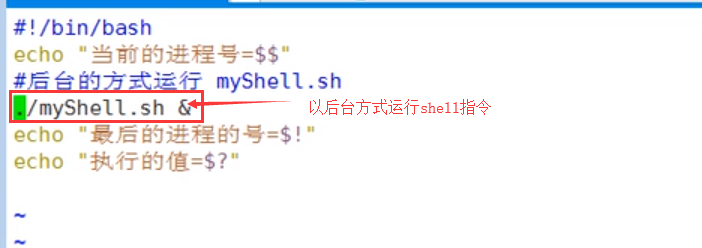 #!/bin/bash
echo "当前的进程号=$$"
#后台的方式运行 myShell.sh
./myShell.sh &
以后台方式运行shell指令
echo "最后的进程的号=$!"
echo "执行的值=$?"
~
~